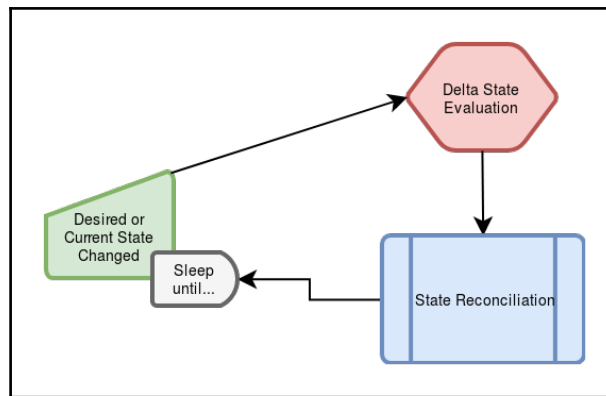 Delta State
Evaluation
Desired or
Current State
Changed
Sleep
until...
State Reconciliation